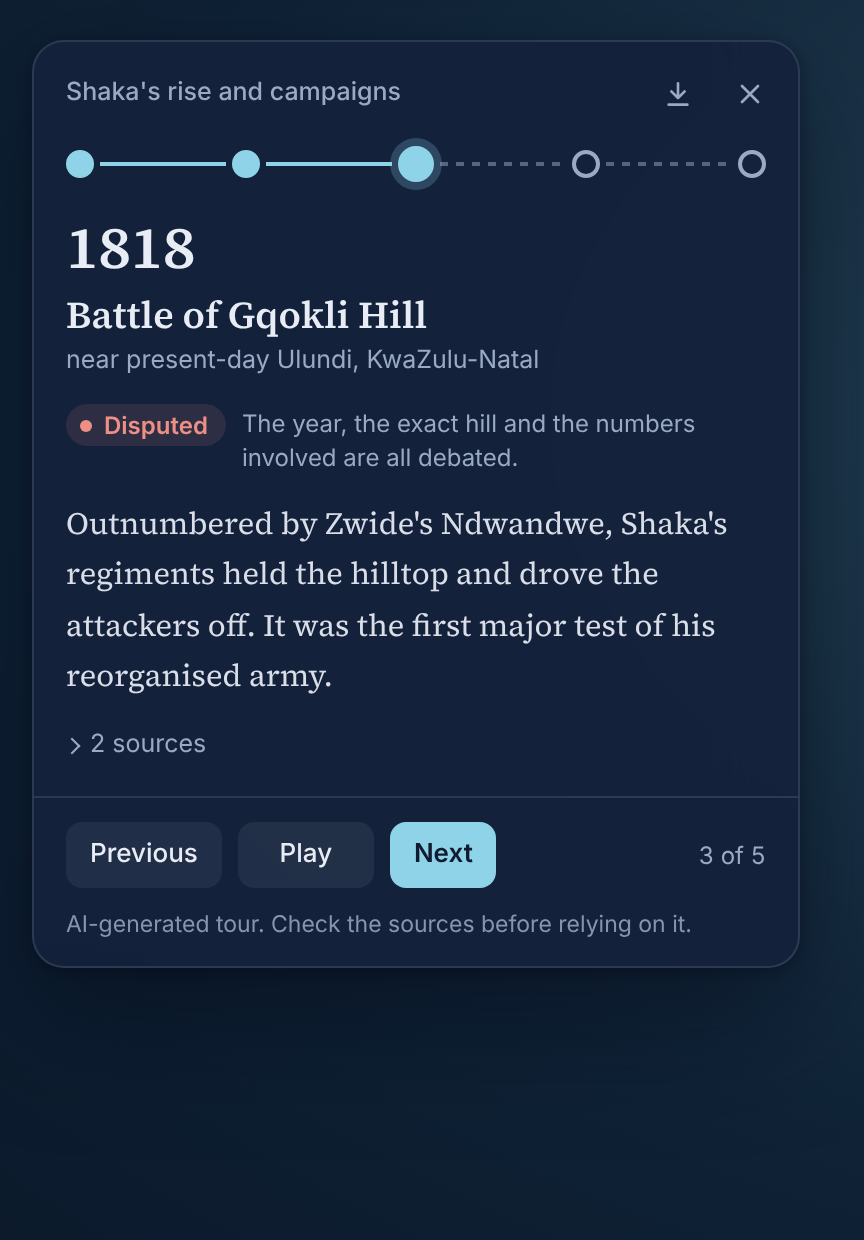 Shaka's rise and campaigns
1818
Battle of Gqokli Hill
near present-day Ulundi, KwaZulu-Natal
Disputed
The year, the exact hill and the numbers
involved are all debated.
Outnumbered by Zwide's Ndwandwe, Shaka's
regiments held the hilltop and drove the
attackers off. It was the first major test of his
reorganised army.
2 sources
Previous
Play
Next
3 of 5
AI-generated tour. Check the sources before relying on it.